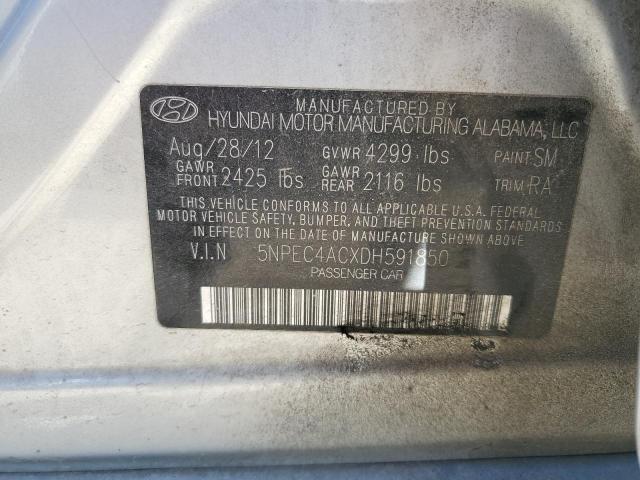 MANUFACTURED BY
HYUNDAI MOTOR MANUFACTURING ALABAMA, LLC
Aug/28/12 GVWR 4299 lbs PAINT: SM
GAWR FRONT 2425 lbs GAWR REAR 2116 lbs TRIM: RA
THIS VEHICLE CONFORMS TO ALL APPLICABLE U.S.A. FEDERAL
MOTOR VEHICLE SAFETY, BUMPER, AND THEFT PREVENTION
STANDARDS IN EFFECT ON THE DATE OF MANUFACTURE SHOWN ABOVE.
V.I.N 5NPEC4ACXDH591850
PASSENGER CAR